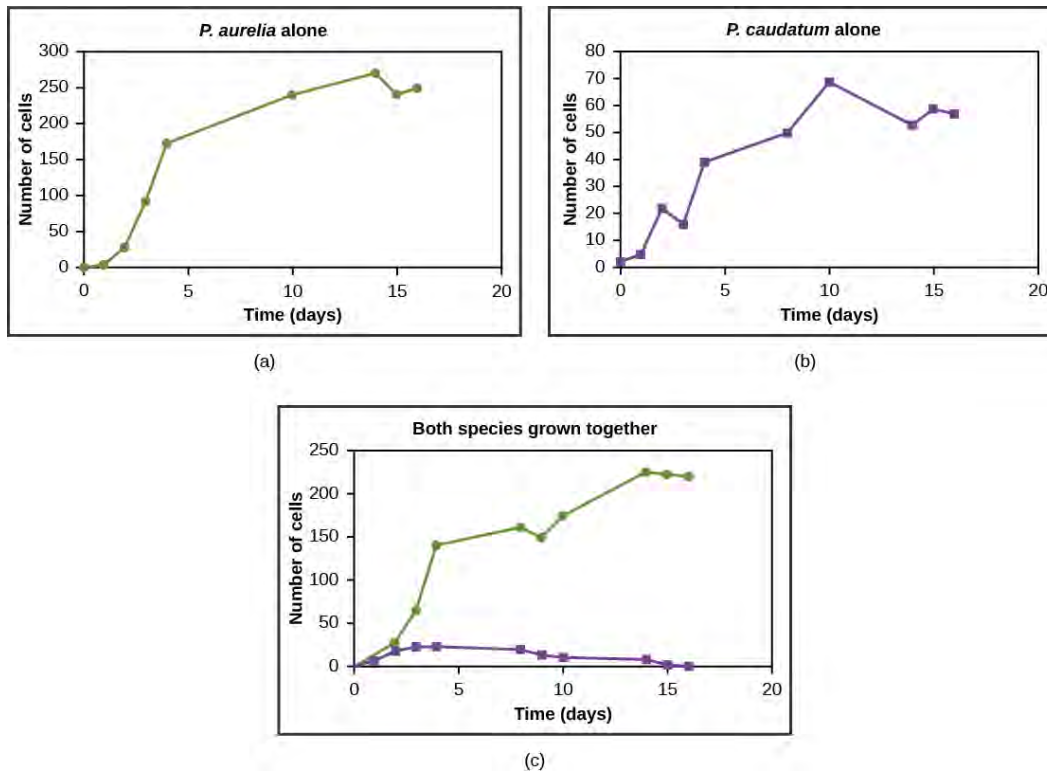 P. aurelia alone
300
250
200
150
100
50
0
Number of cells
0 5 10 15 20
Time (days)
(a)
P. caudatum alone
80
70
60
50
40
30
20
10
0
Number of cells
0 5 10 15 20
Time (days)
(b)
Both species grown together
250
200
150
100
50
0
Number of cells
0 5 10 15 20
Time (days)
(c)